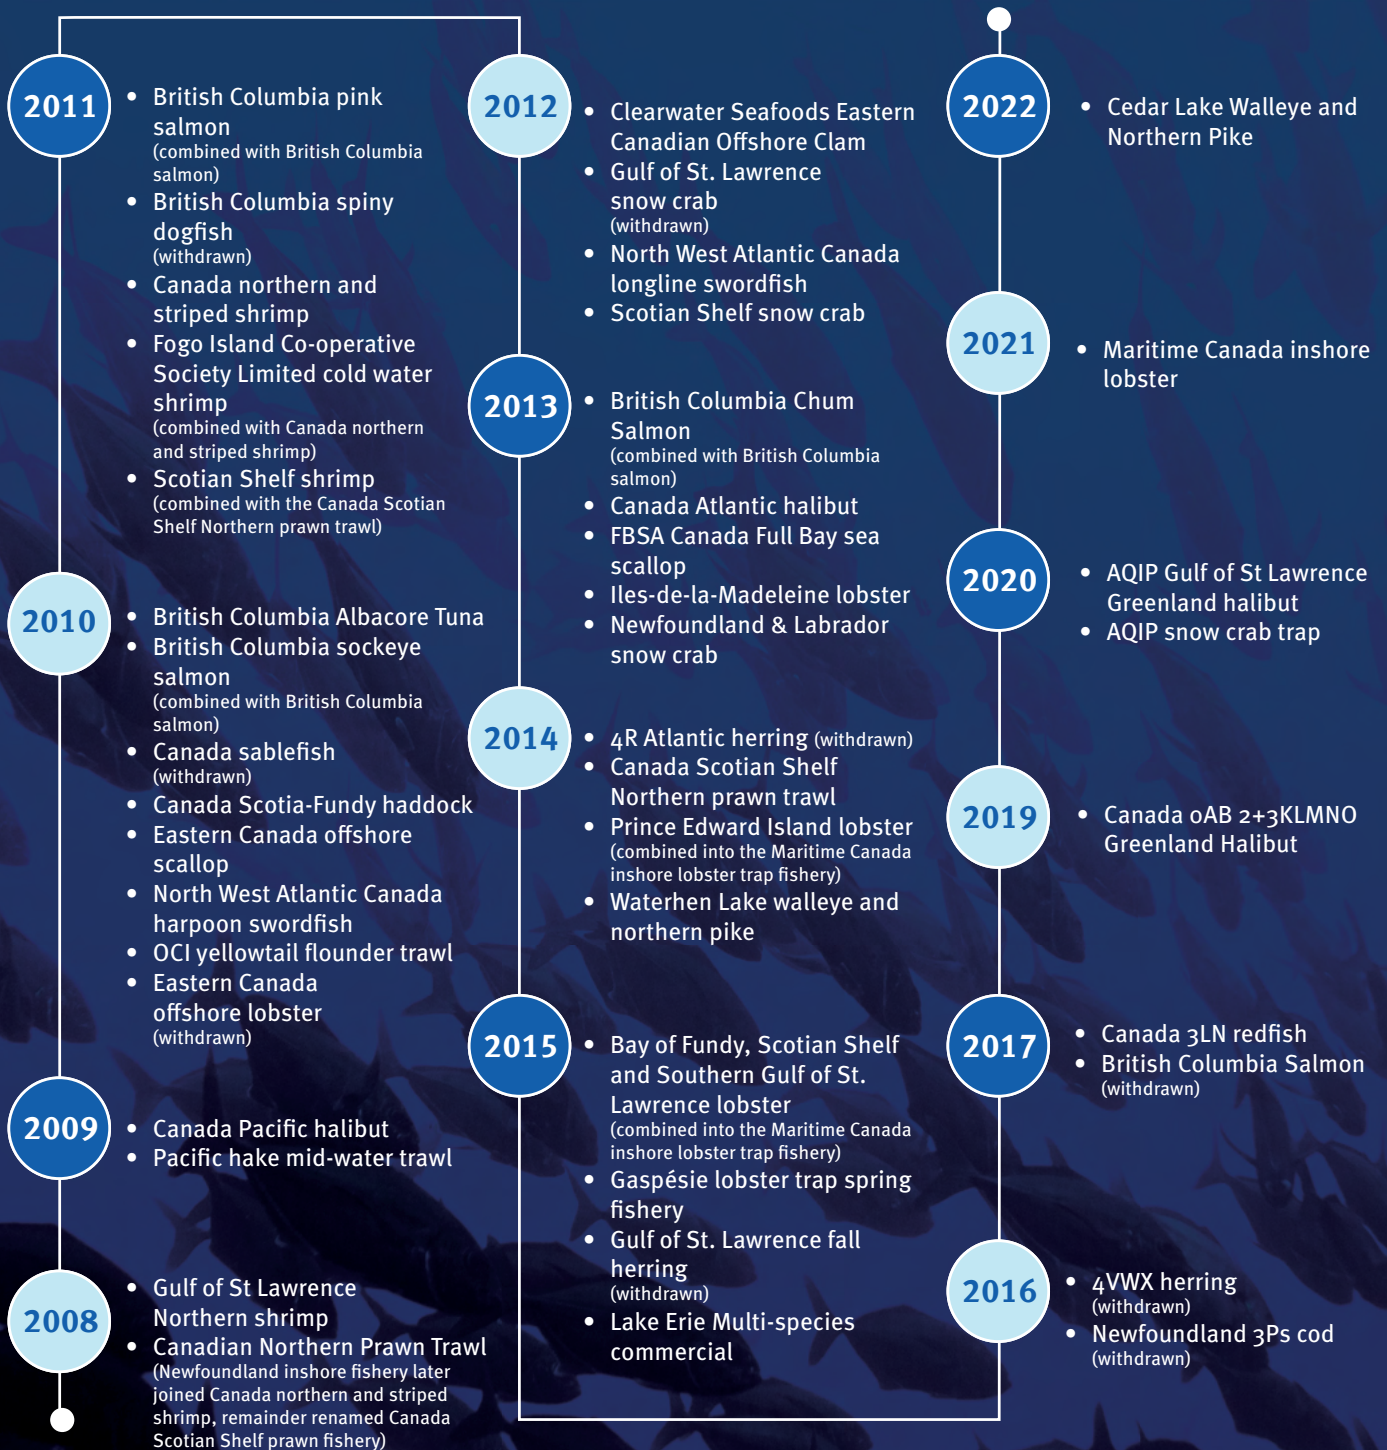 2011
• British Columbia pink
salmon
(combined with British Columbia
salmon)
• British Columbia spiny
dogfish
(withdrawn)
• Canada northern and
striped shrimp
• Fogo Island Co-operative
Society Limited cold water
shrimp
(combined with Canada northern
and striped shrimp)
• Scotian Shelf shrimp
(combined with the Canada Scotian
Shelf Northern prawn trawl)
2010
• British Columbia Albacore Tuna
• British Columbia sockeye
salmon
(combined with British Columbia
salmon)
• Canada sablefish
(withdrawn)
• Canada Scotia-Fundy haddock
• Eastern Canada offshore
scallop
• North West Atlantic Canada
harpoon swordfish
• OCI yellowtail flounder trawl
• Eastern Canada
offshore lobster
(withdrawn)
2009
• Canada Pacific halibut
• Pacific hake mid-water trawl
2008
• Gulf of St Lawrence
Northern shrimp
• Canadian Northern Prawn Trawl
(Newfoundland inshore fishery later
joined Canada northern and striped
shrimp, remainder renamed Canada
Scotian Shelf prawn fishery)
2012
• Clearwater Seafoods Eastern
Canadian Offshore Clam
• Gulf of St. Lawrence
snow crab
(withdrawn)
• North West Atlantic Canada
longline swordfish
• Scotian Shelf snow crab
2013
• British Columbia Chum
Salmon
(combined with British Columbia
salmon)
• Canada Atlantic halibut
• FBSA Canada Full Bay sea
scallop
• Iles-de-la-Madeleine lobster
• Newfoundland & Labrador
snow crab
2014
• 4R Atlantic herring (withdrawn)
• Canada Scotian Shelf
Northern prawn trawl
• Prince Edward Island lobster
(combined into the Maritime Canada
inshore lobster trap fishery)
• Waterhen Lake walleye and
northern pike
2015
• Bay of Fundy, Scotian Shelf
and Southern Gulf of St.
Lawrence lobster
(combined into the Maritime Canada
inshore lobster trap fishery)
• Gaspésie lobster trap spring
fishery
• Gulf of St. Lawrence fall
herring
(withdrawn)
• Lake Erie Multi-species
commercial
2022
• Cedar Lake Walleye and
Northern Pike
2021
• Maritime Canada inshore
lobster
2020
• AQIP Gulf of St Lawrence
Greenland halibut
• AQIP snow crab trap
2019
• Canada 0AB 2+3KLMNO
Greenland Halibut
2017
• Canada 3LN redfish
• British Columbia Salmon
(withdrawn)
2016
• 4VWX herring
(withdrawn)
• Newfoundland 3Ps cod
(withdrawn)